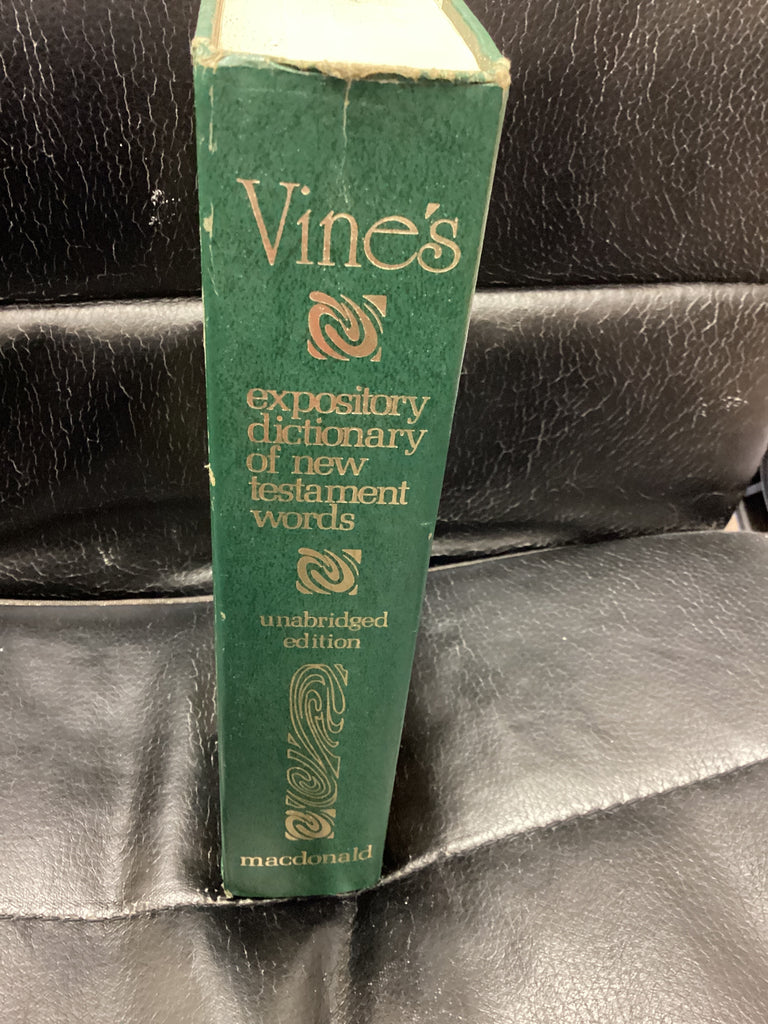 Vine's
expository
dictionary
of new
testament
words
unabridged
edition
macdonald